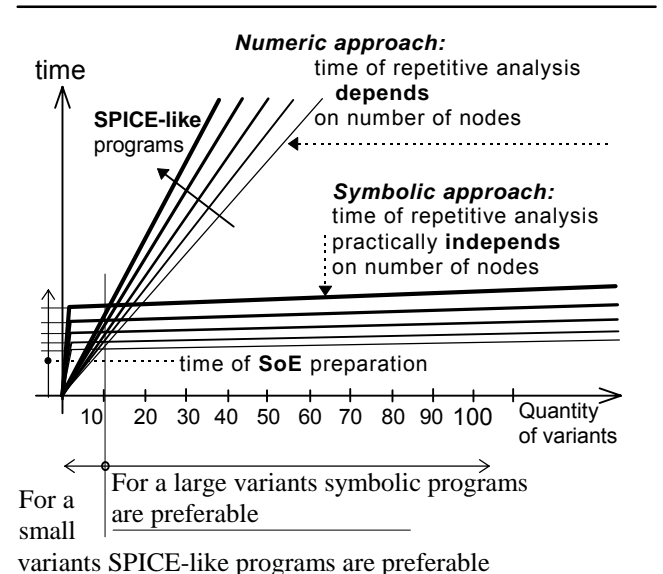 Numeric approach:
time of repetitive analysis
depends
on number of nodes
time
SPICE-like
programs
Symbolic approach:
time of repetitive analysis
practically independs
on number of nodes
time of SoE preparation
10 20 30 40 50 60 70 80 90 100
Quantity
of variants
For a large variants symbolic programs
are preferable
For a
small
variants SPICE-like programs are preferable